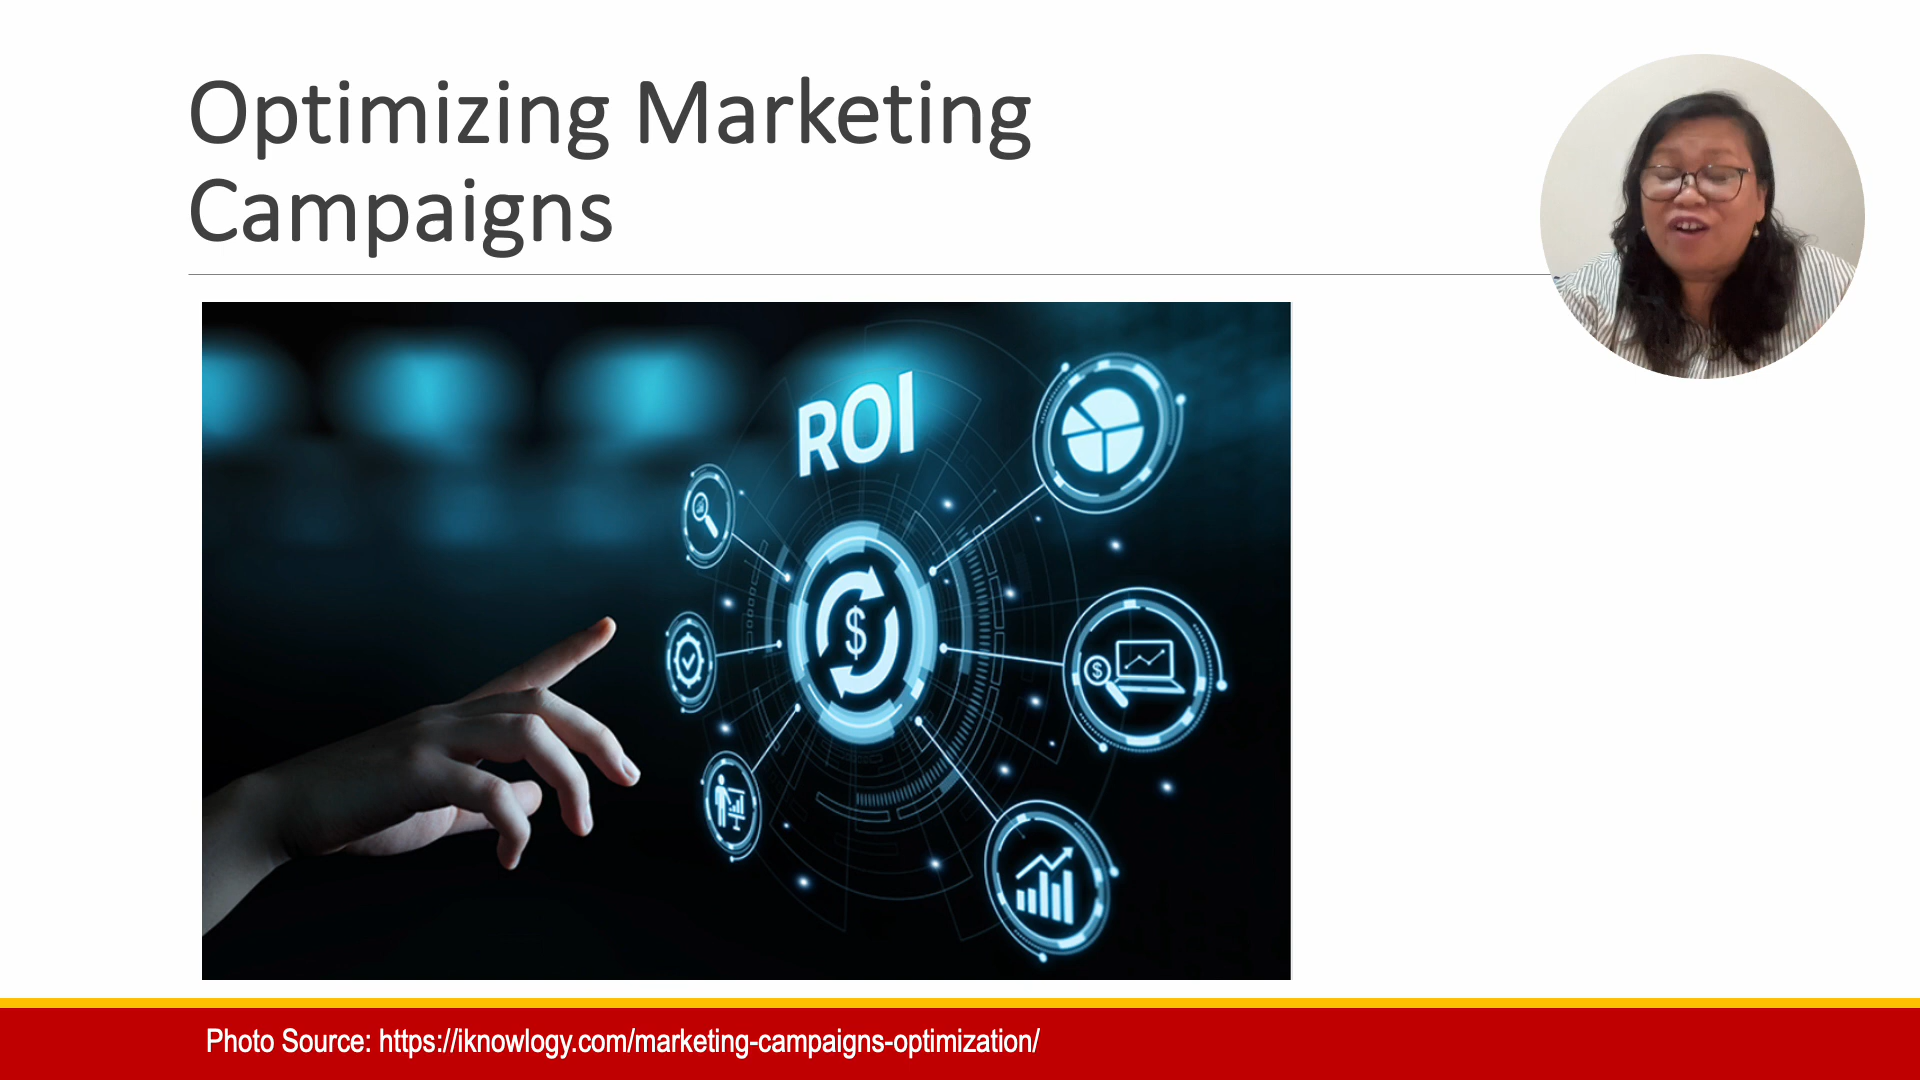 Optimizing Marketing
Campaigns
ROI
$
$
Photo Source: https://iknowlogy.com/marketing-campaigns-optimization/